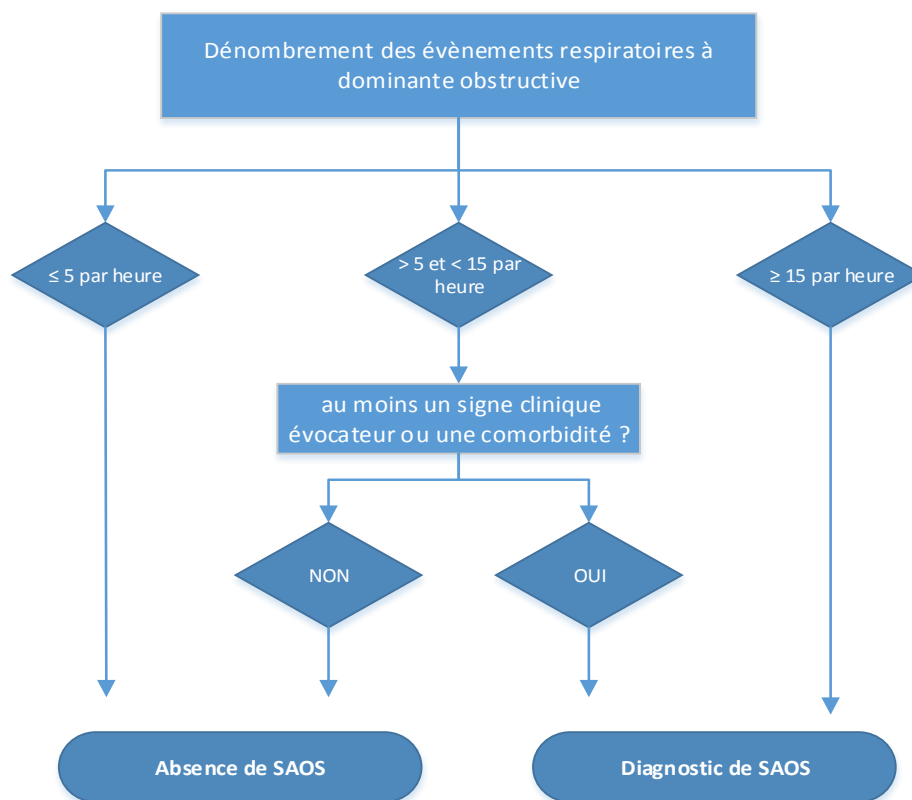 Dénombrement des évènements respiratoires à
dominante obstructive
≤ 5 par heure
> 5 et < 15 par
heure
≥ 15 par heure
au moins un signe clinique
évocateur ou une comorbidité ?
NON
OUI
Absence de SAOS
Diagnostic de SAOS